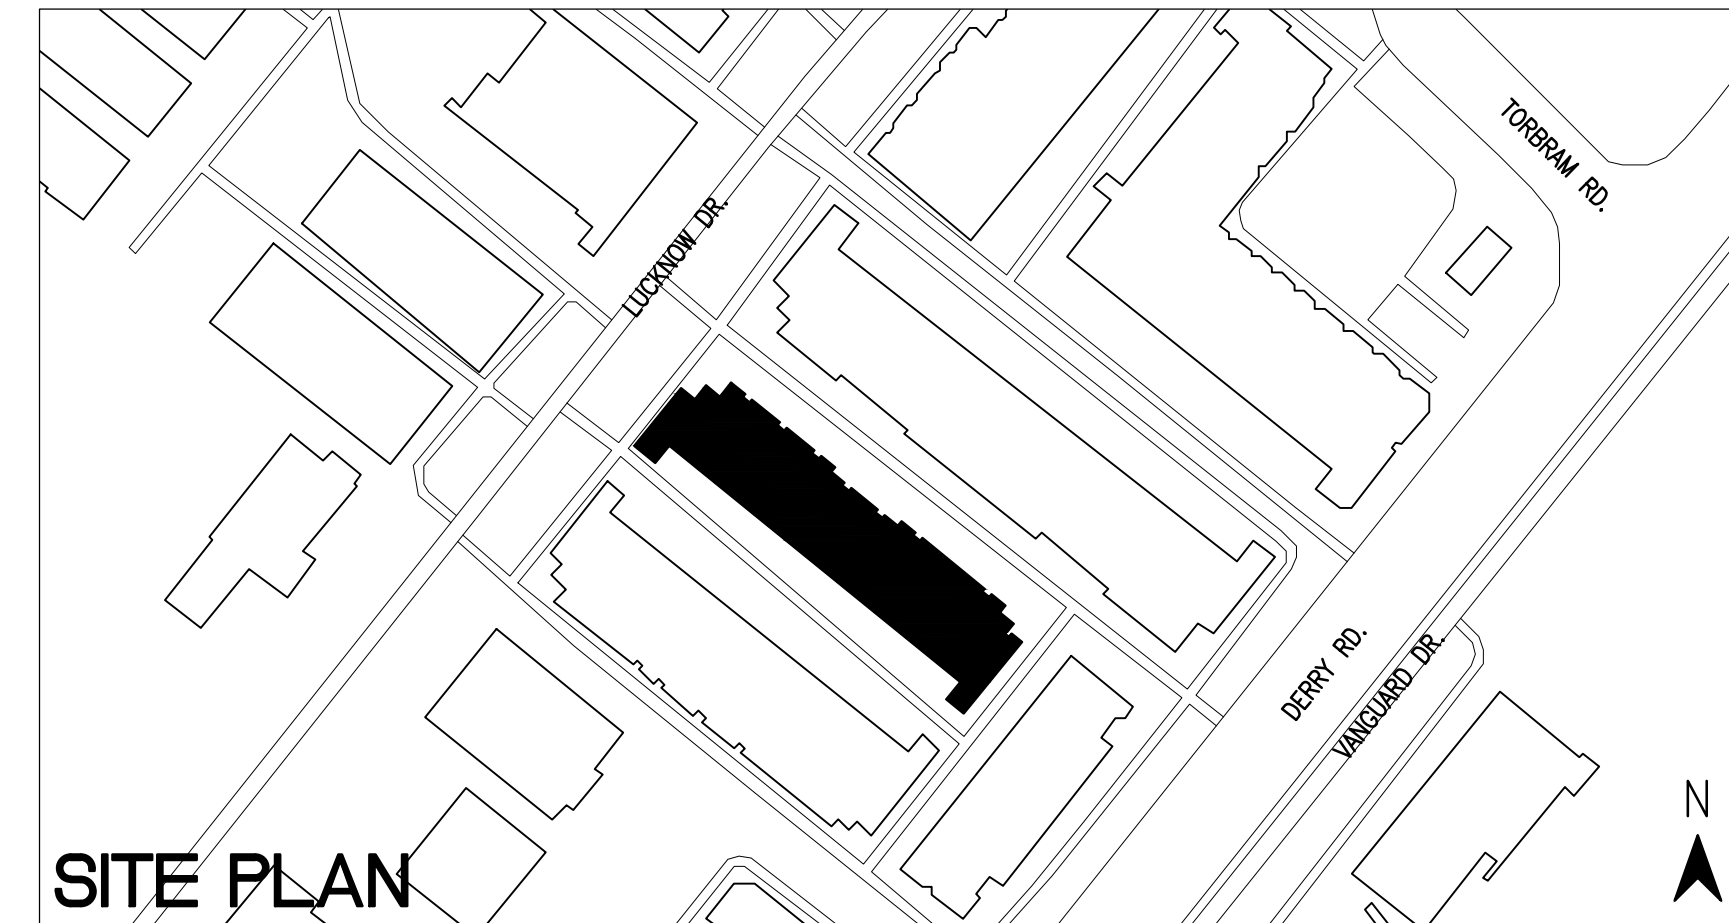 TORBRAM RD.
LUCKNOW DR.
DERRY RD.
VANGUARD DR.
N
SITE PLAN